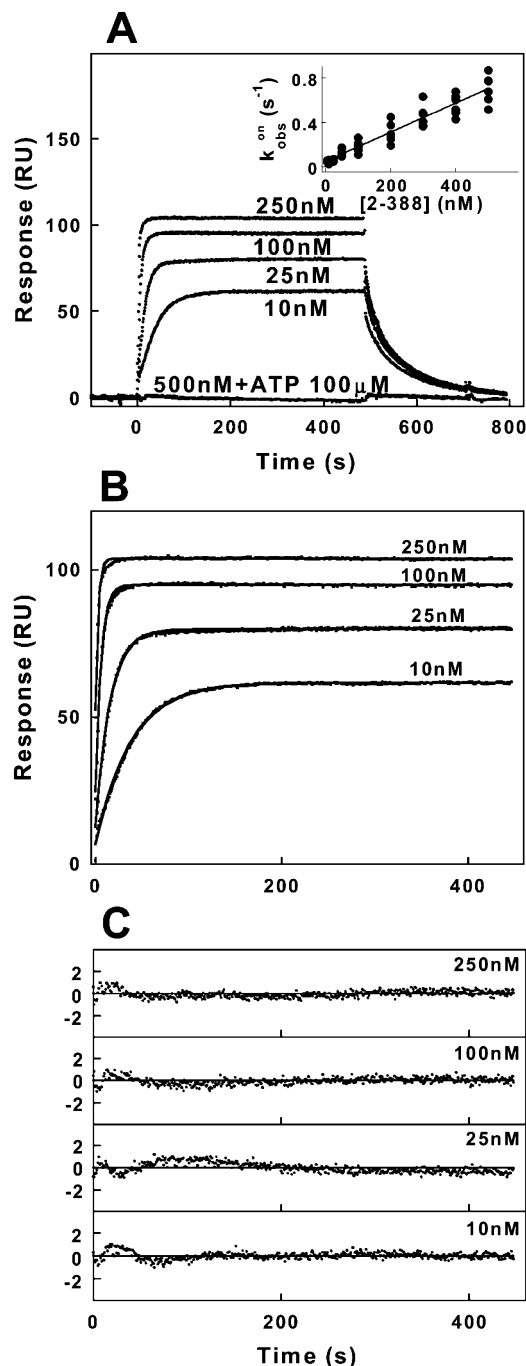 A
Response (RU)
150
100
50
0
0
200
400
600
800
Time (s)
250nM
100nM
25nM
10nM
500nM+ATP 100μM
k on obs (s-1)
0.8
0.4
0
0
200
400
[2-388] (nM)
B
Response (RU)
100
50
0
0
200
400
250nM
100nM
25nM
10nM
C
2
0
-2
250nM
2
0
-2
100nM
2
0
-2
25nM
2
0
-2
10nM
0
200
400
Time (s)